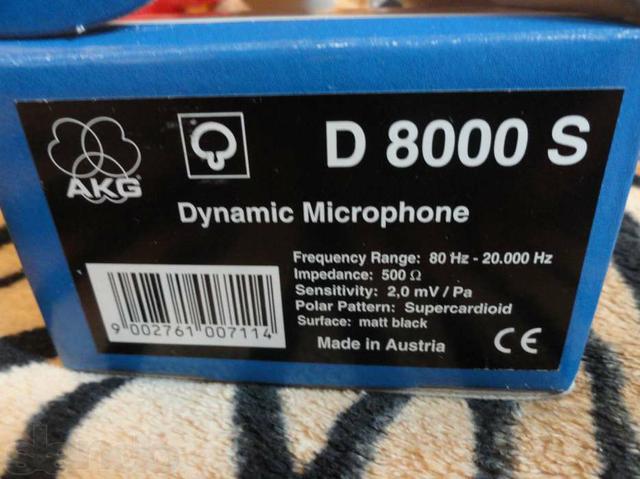 D 8000 S
AKG
Dynamic Microphone
Frequency Range: 80 Hz - 20.000 Hz
Impedance: 500 Ω
Sensitivity: 2,0 mV / Pa
Polar Pattern: Supercardioid
Surface: matt black
Made in Austria
CE
9 002761 007114